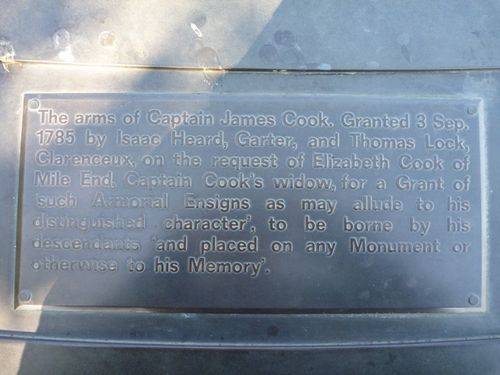 The arms of Captain James Cook. Granted 3 Sep.
1785 by Isaac Heard, Garter, and Thomas Lock,
Clarenceux, on the request of Elizabeth Cook of
Mile End. Captain Cook's widow, for a Grant of
such Armorial Ensigns as may allude to his
distinguished character', to be borne by his
descendants 'and placed on any Monument or
otherwise to his Memory'.